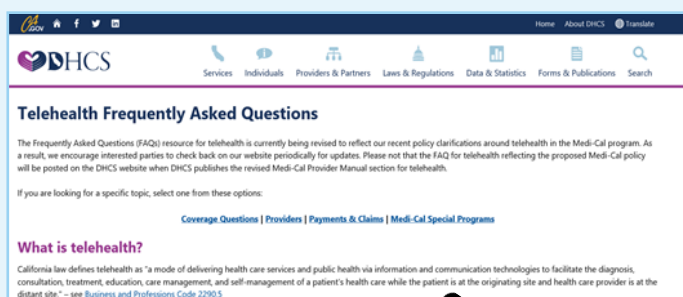 CA.GOV
Home About DHCS Translate
DHCS
Services Individuals Providers & Partners Laws & Regulations Data & Statistics Forms & Publications Search
Telehealth Frequently Asked Questions
The Frequently Asked Questions (FAQs) resource for telehealth is currently being revised to reflect our recent policy clarifications around telehealth in the Medi-Cal program. As
a result, we encourage interested parties to check back on our website periodically for updates. Please not that the FAQ for telehealth reflecting the proposed Medi-Cal policy
will be posted on the DHCS website when DHCS publishes the revised Medi-Cal Provider Manual section for telehealth.
If you are looking for a specific topic, select one from these options:
Coverage Questions | Providers | Payments & Claims | Medi-Cal Special Programs
What is telehealth?
California law defines telehealth as "a mode of delivering health care services and public health via information and communication technologies to facilitate the diagnosis,
consultation, treatment, education, care management, and self-management of a patient's health care while the patient is at the originating site and health care provider is at the
distant site." – see Business and Professions Code 2290.5